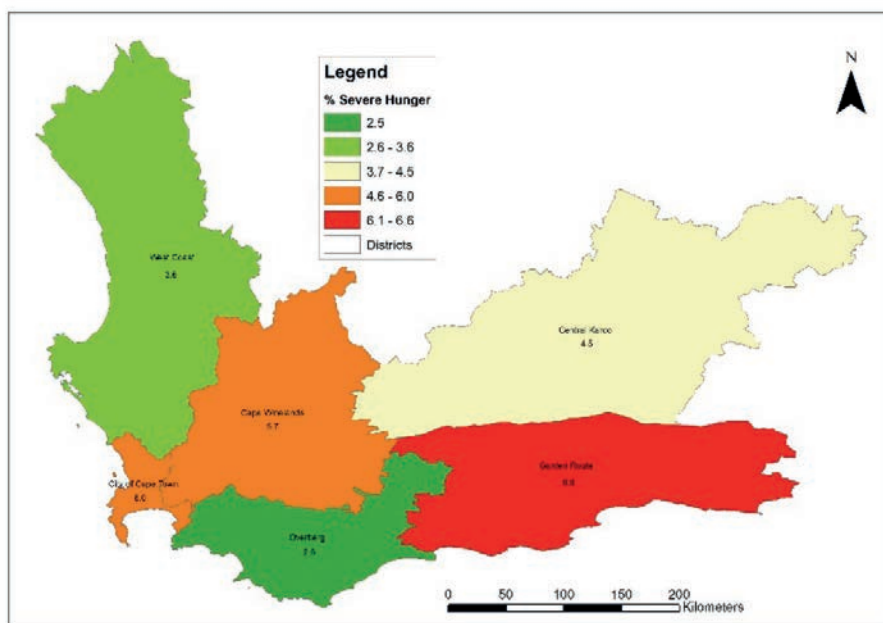 Legend
% Severe Hunger
2.5
2.6 - 3.6
3.7 - 4.5
4.6 - 6.0
6.1 - 6.6
Districts
N
West Coast
3.6
Central Karoo
4.5
Cape Winelands
5.7
City of Cape Town
6.0
Garden Route
6.6
Overberg
2.5
0 50 100 150 200
Kilometers